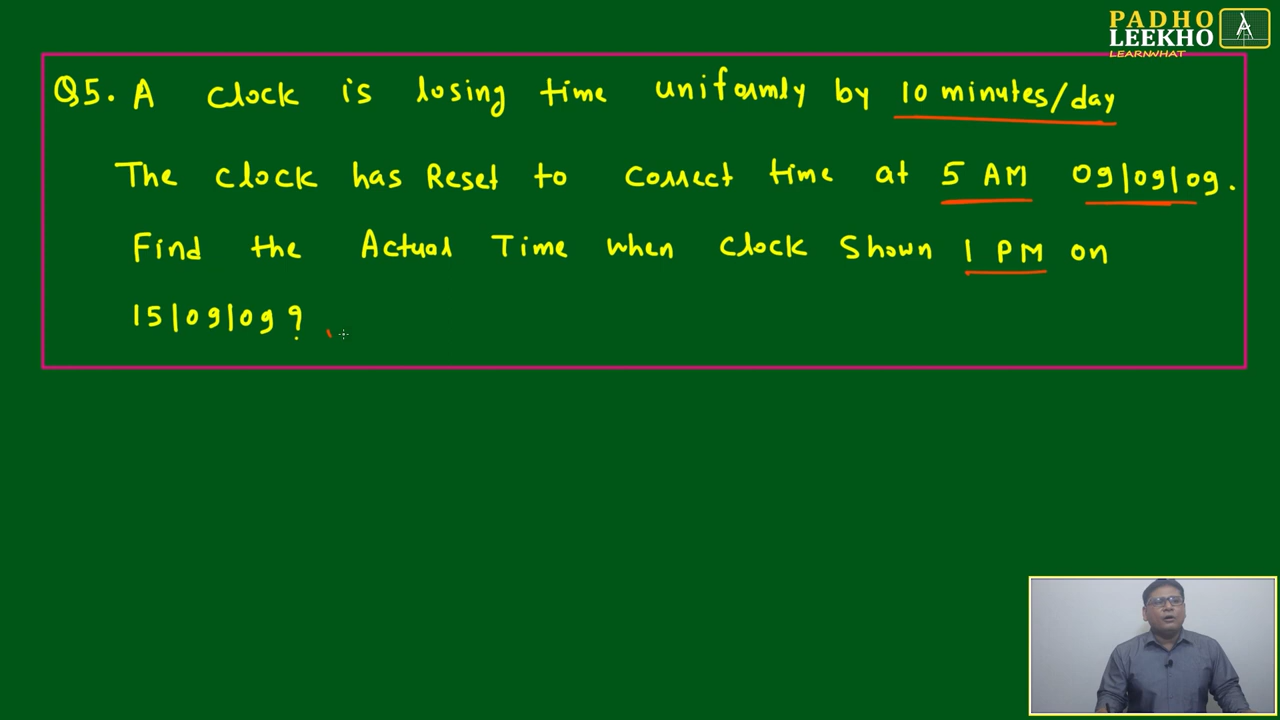 PADHO
LEEKHO
LEARNWHAT
Q5. A Clock is losing time uniformly by 10 minutes/day
The Clock has Reset to Correct time at 5 AM 09|09|09.
Find the Actual Time when Clock Shown 1 PM on
15|09|09?